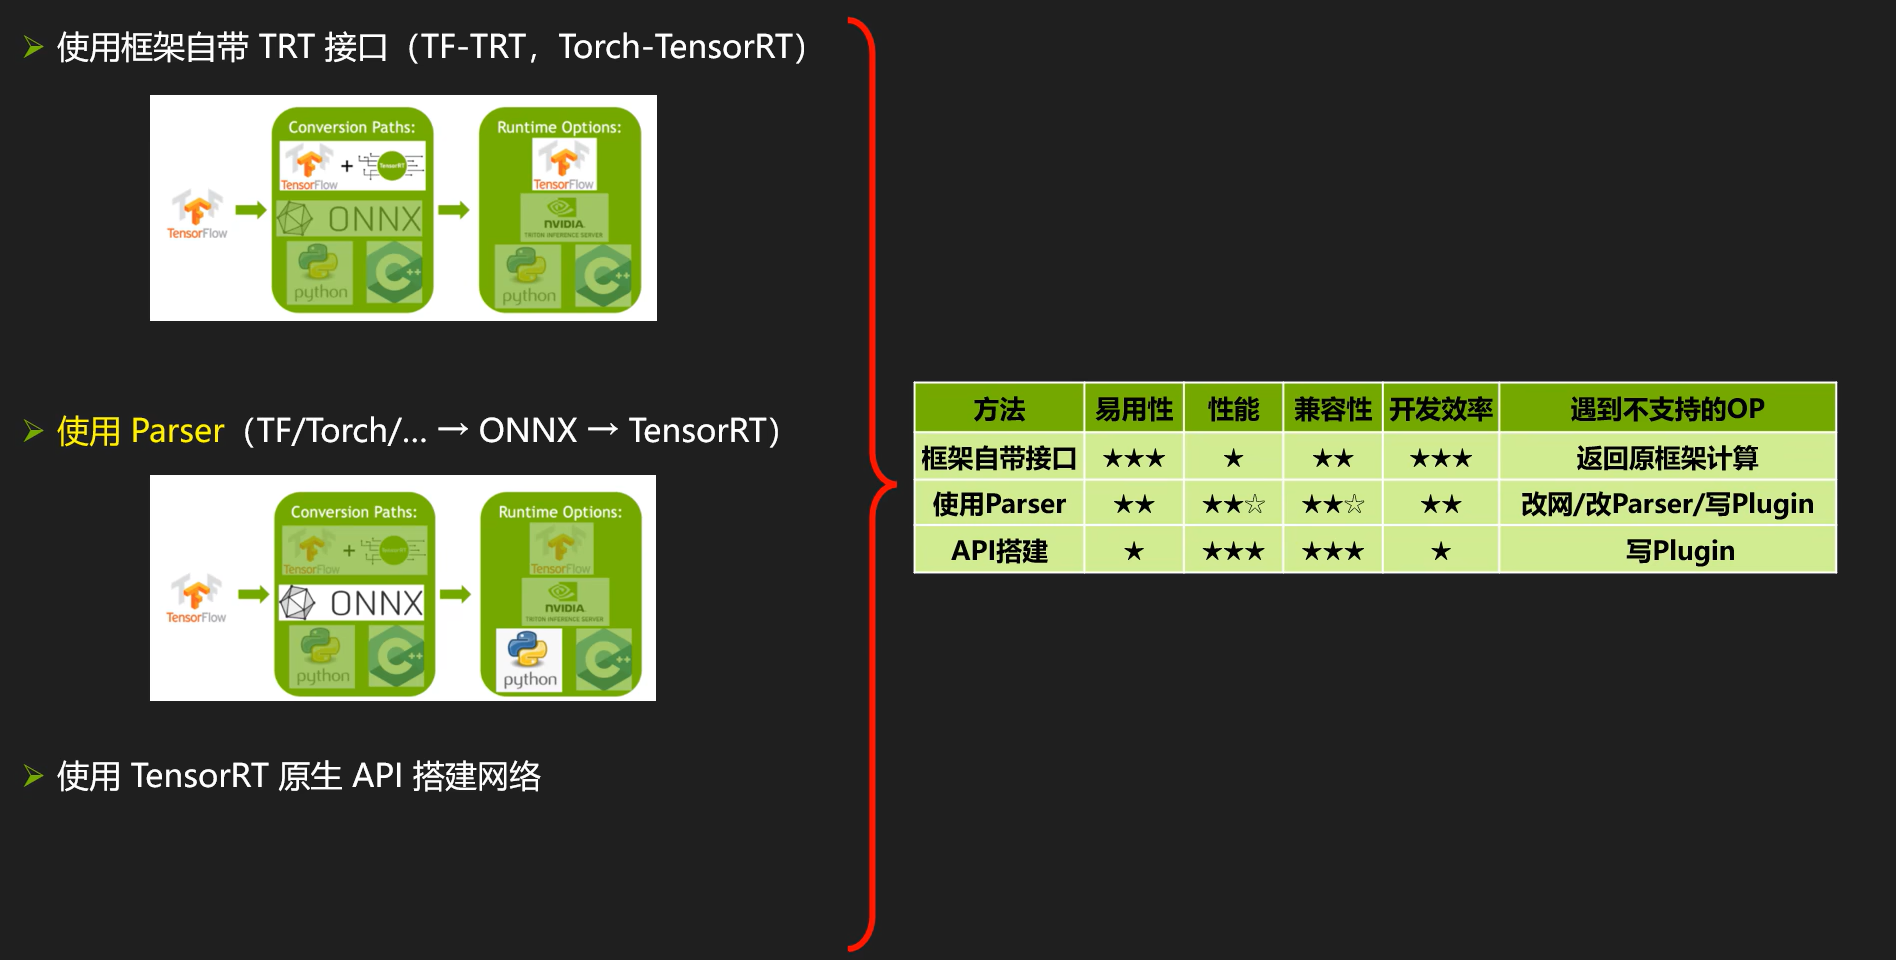 使用框架自带 TRT 接口（TF-TRT，Torch-TensorRT）
Conversion Paths:
TensorFlow + TensorRT
ONNX
python C++
TensorFlow
Runtime Options:
TensorFlow
NVIDIA
TRITON INFERENCE SERVER
python C++
使用 Parser（TF/Torch/… → ONNX → TensorRT）
Conversion Paths:
TensorFlow + TensorRT
ONNX
python C++
TensorFlow
Runtime Options:
TensorFlow
NVIDIA
TRITON INFERENCE SERVER
python C++
使用 TensorRT 原生 API 搭建网络
方法 易用性 性能 兼容性 开发效率 遇到不支持的OP
框架自带接口 ★★★ ★ ★★ ★★★ 返回原框架计算
使用Parser ★★ ★★☆ ★★☆ ★★ 改网/改Parser/写Plugin
API搭建 ★ ★★★ ★★★ ★ 写Plugin